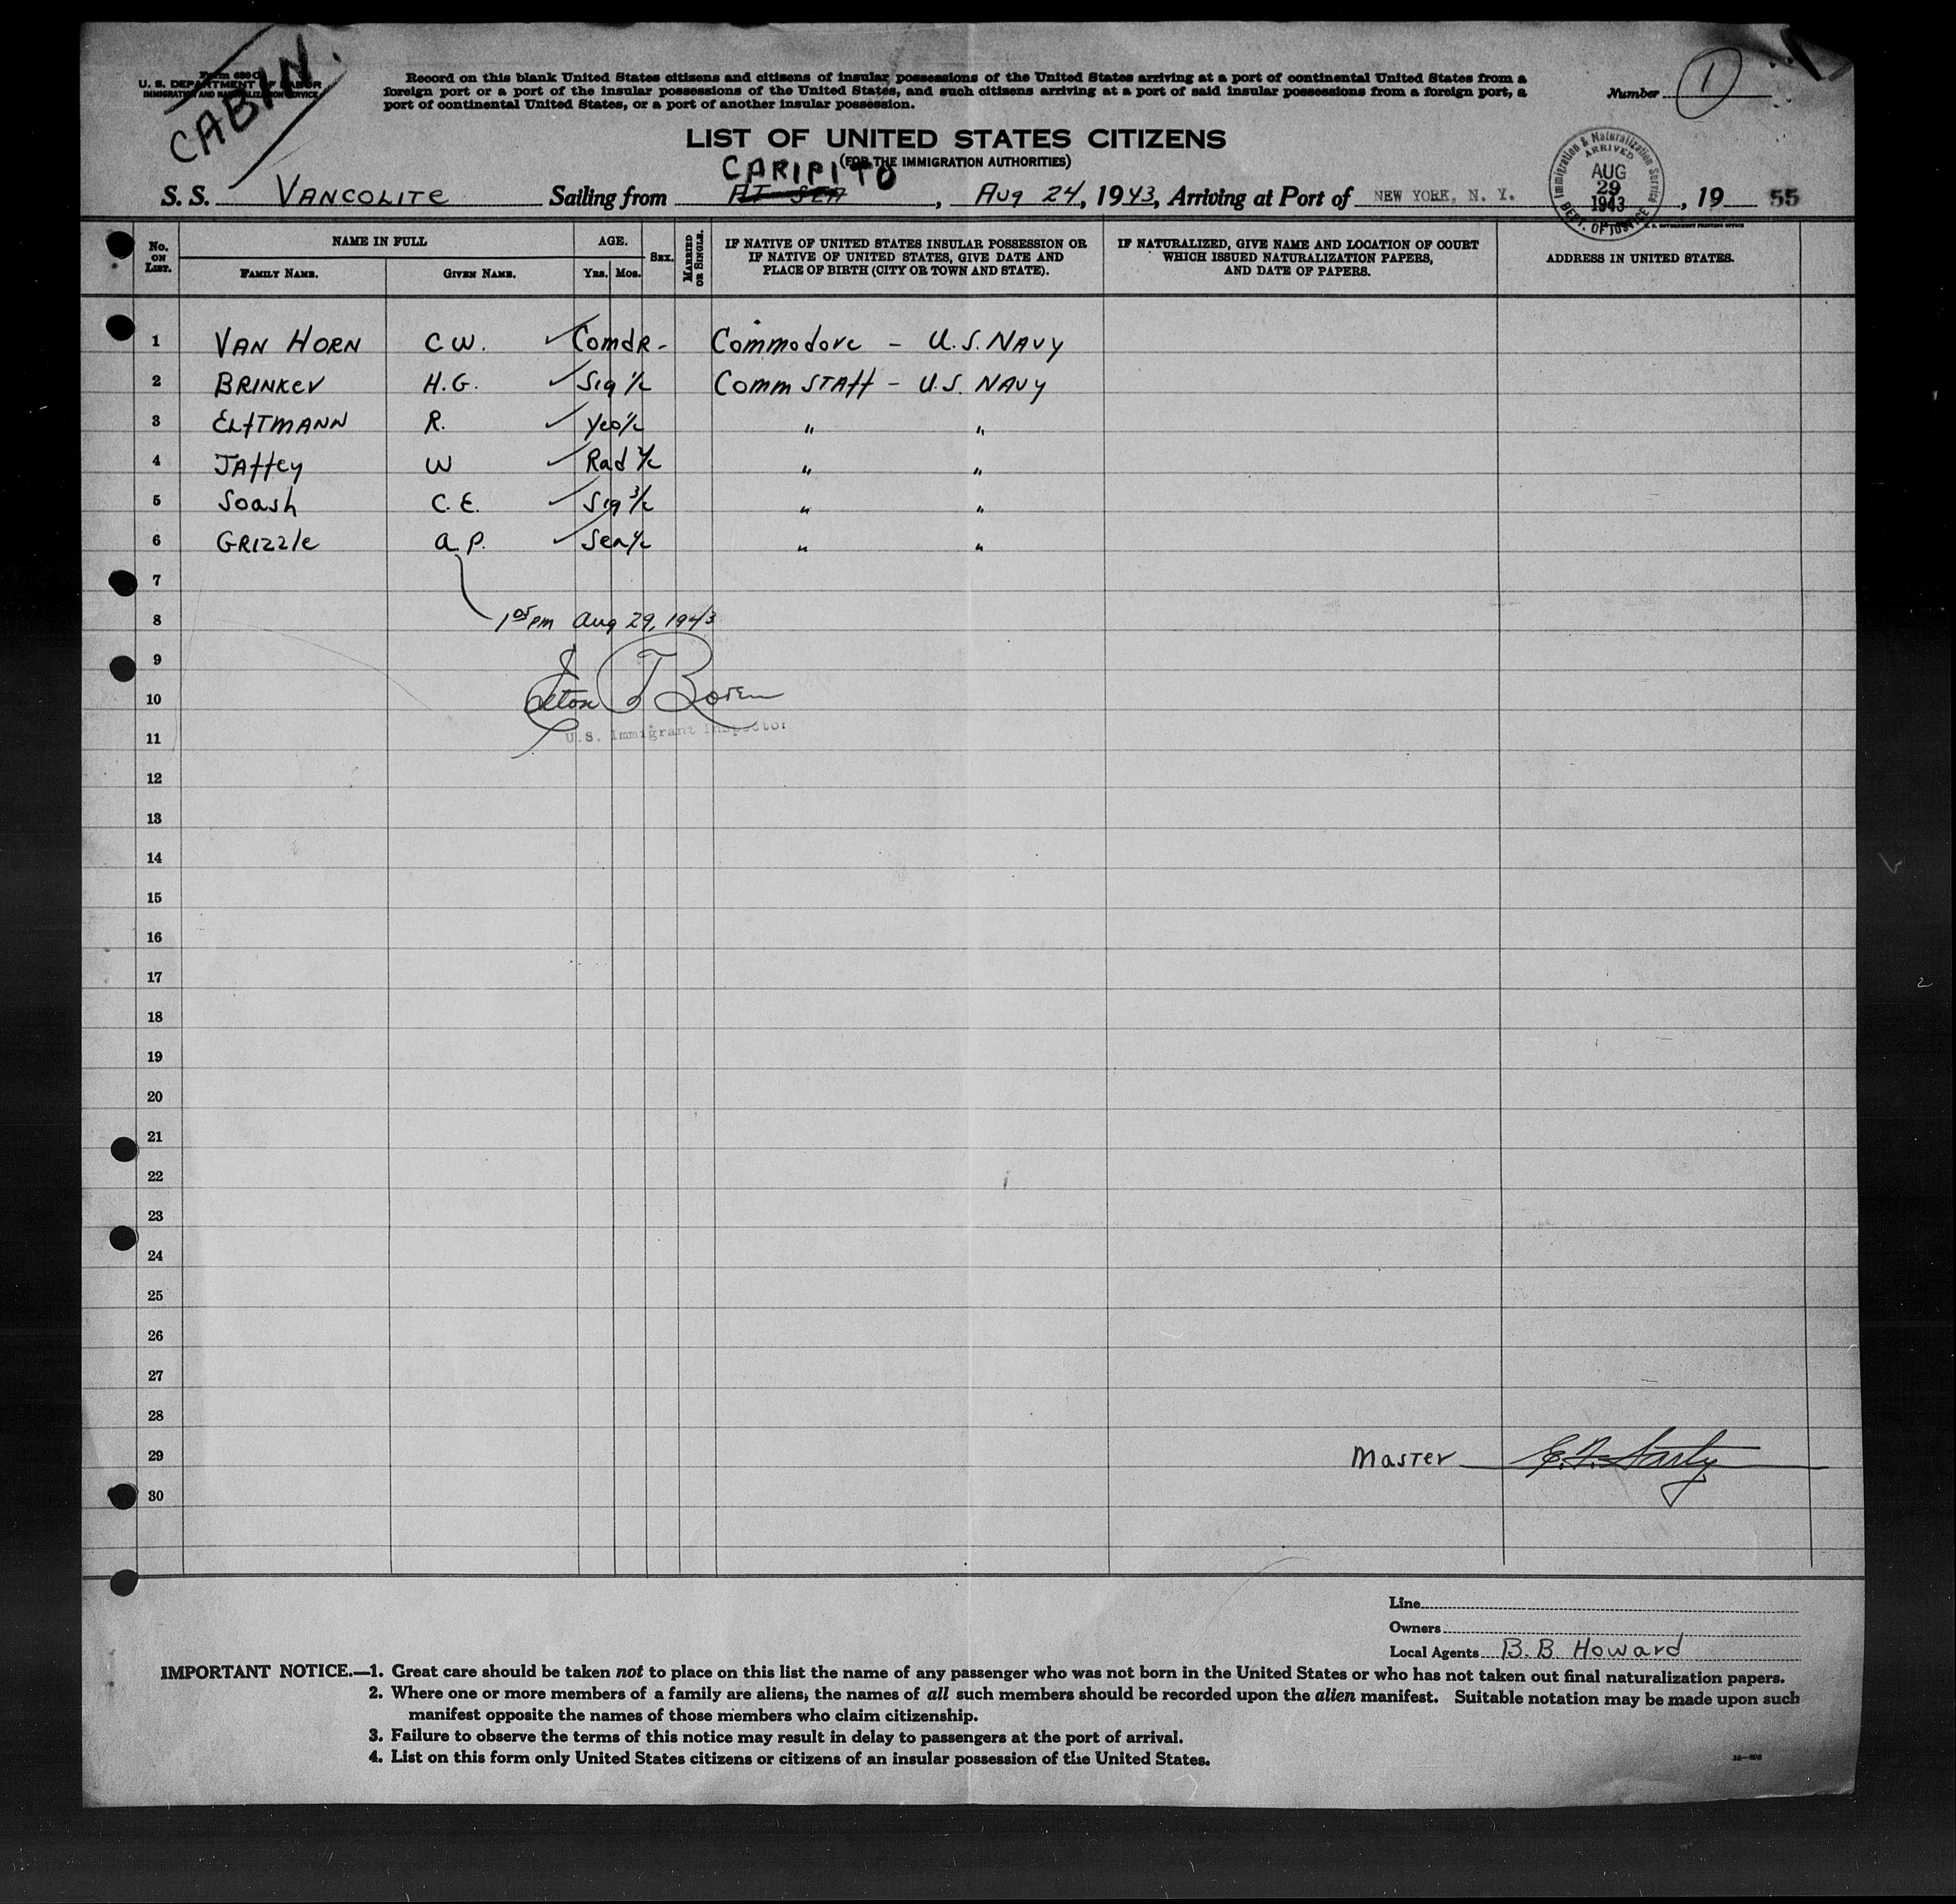 Form 630 C
U. S. DEPARTMENT OF LABOR
IMMIGRATION AND NATURALIZATION SERVICE
CABIN.
Record on this blank United States citizens and citizens of insular possessions of the United States arriving at a port of continental United States from a
foreign port or a port of the insular possessions of the United States, and such citizens arriving at a port of said insular possessions from a foreign port, a
port of continental United States, or a port of another insular possession.
Number 1
LIST OF UNITED STATES CITIZENS
(FOR THE IMMIGRATION AUTHORITIES)
CARIPITO
S. S. VANCOLITE Sailing from AT SEA, AUG 24, 1943, Arriving at Port of NEW YORK, N. Y. , 19 55
Immigration & Naturalization Service
ARRIVED
AUG
29
1943
DEPT. OF JUSTICE
U. S. GOVERNMENT PRINTING OFFICE
No. ON LIST. NAME IN FULL AGE. SEX. MARRIED OR SINGLE. IF NATIVE OF UNITED STATES INSULAR POSSESSION OR IF NATIVE OF UNITED STATES, GIVE DATE AND PLACE OF BIRTH (CITY OR TOWN AND STATE). IF NATURALIZED, GIVE NAME AND LOCATION OF COURT WHICH ISSUED NATURALIZATION PAPERS, AND DATE OF PAPERS. ADDRESS IN UNITED STATES.
FAMILY NAME. GIVEN NAME. YRS. MOS.
1 VAN HORN C W. ✓ ComdR - Commodore - U.S. NAVY
2 BRINKER H.G. ✓ Sig 1/c Comm STAff - U.S. NAVY
3 ELfTMANN R. ✓ Yeo 1/c " "
4 JAffey W ✓ Rad /c " "
5 Soash C. E. ✓ Sig 3/c " "
6 GRIZZle A. P. ✓ Sea /c " "
7
8 1 05 pm Aug 29, 1943
9
10 Elton T Boren
11 U.S. Immigrant Inspector
12
13
14
15
16
17
18
19
20
21
22
23
24
25
26
27
28
29 MASTER
30
Line
Owners
Local Agents B. B Howard
IMPORTANT NOTICE.—1. Great care should be taken not to place on this list the name of any passenger who was not born in the United States or who has not taken out final naturalization papers.
2. Where one or more members of a family are aliens, the names of all such members should be recorded upon the alien manifest. Suitable notation may be made upon such
manifest opposite the names of those members who claim citizenship.
3. Failure to observe the terms of this notice may result in delay to passengers at the port of arrival.
4. List on this form only United States citizens or citizens of an insular possession of the United States.